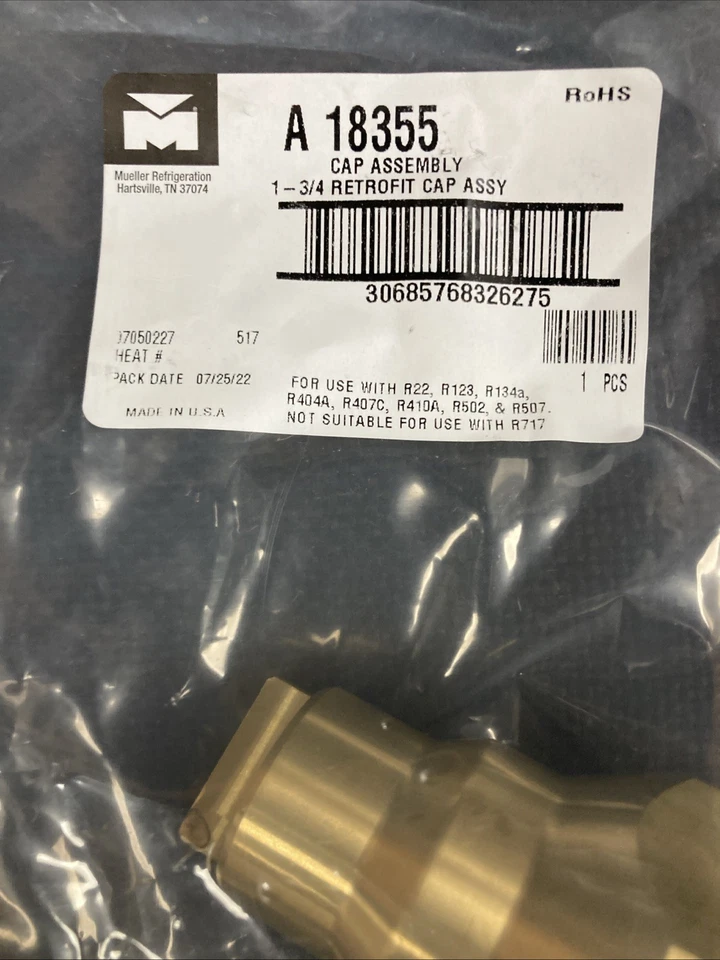 RoHS
A 18355
CAP ASSEMBLY
1-3/4 RETROFIT CAP ASSY
M
Mueller Refrigeration
Hartsville, TN 37074
30685768326275
07050227 517
HEAT #
PACK DATE 07/25/22
MADE IN U.S.A
1 PCS
FOR USE WITH R22, R123, R134a,
R404A, R407C, R410A, R502, & R507.
NOT SUITABLE FOR USE WITH R717